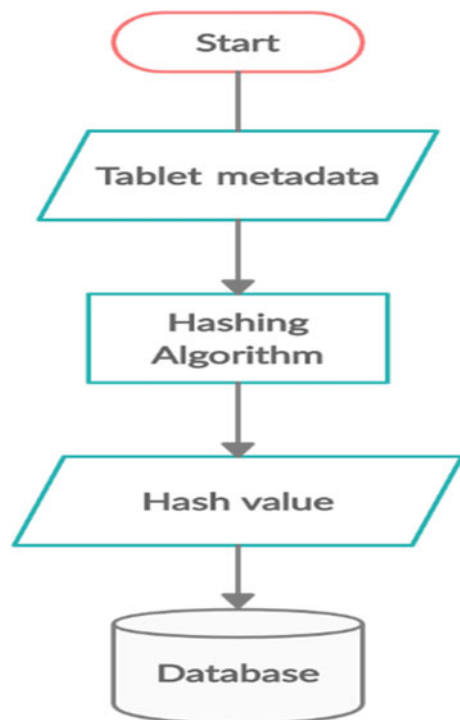 Start
Tablet metadata
Hashing
Algorithm
Hash value
Database